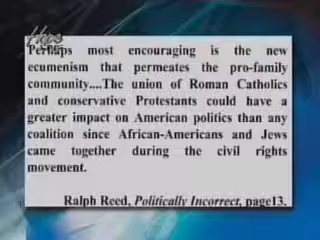 Hope
Perhaps most encouraging is the new
ecumenism that permeates the pro-family
community....The union of Roman Catholics
and conservative Protestants could have a
greater impact on American politics than any
coalition since African-Americans and Jews
came together during the civil rights
movement.
Ralph Reed, Politically Incorrect, page13.